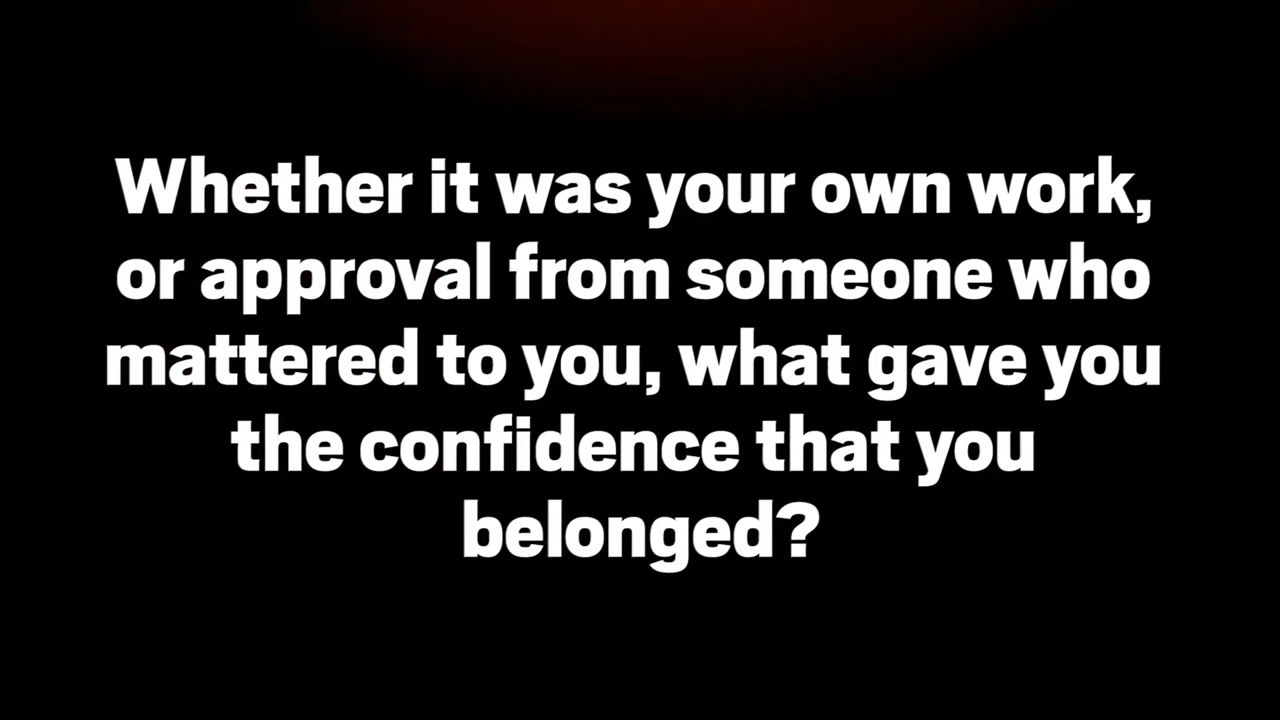 Whether it was your own work,
or approval from someone who
mattered to you, what gave you
the confidence that you
belonged?